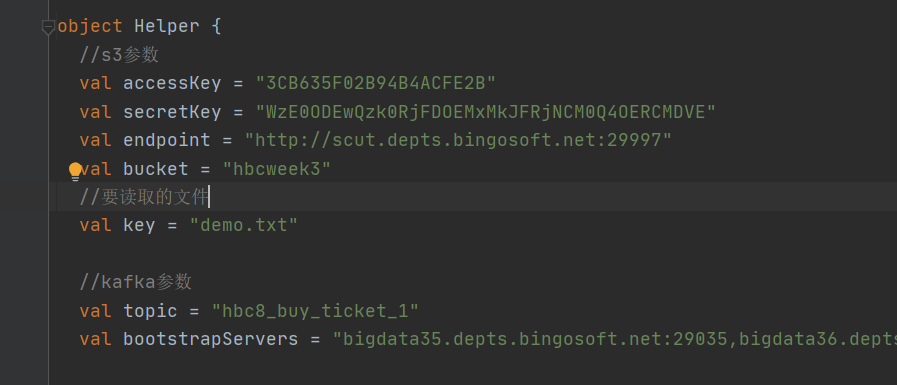 object Helper {
//s3参数
val accessKey = "3CB635F02B94B4ACFE2B"
val secretKey = "WzE0ODEwQzk0RjFDOEMxMkJFRjNCM0Q4OERCMDVE"
val endpoint = "http://scut.depts.bingosoft.net:29997"
val bucket = "hbcweek3"
//要读取的文件
val key = "demo.txt"
//kafka参数
val topic = "hbc8_buy_ticket_1"
val bootstrapServers = "bigdata35.depts.bingosoft.net:29035,bigdata36.depts